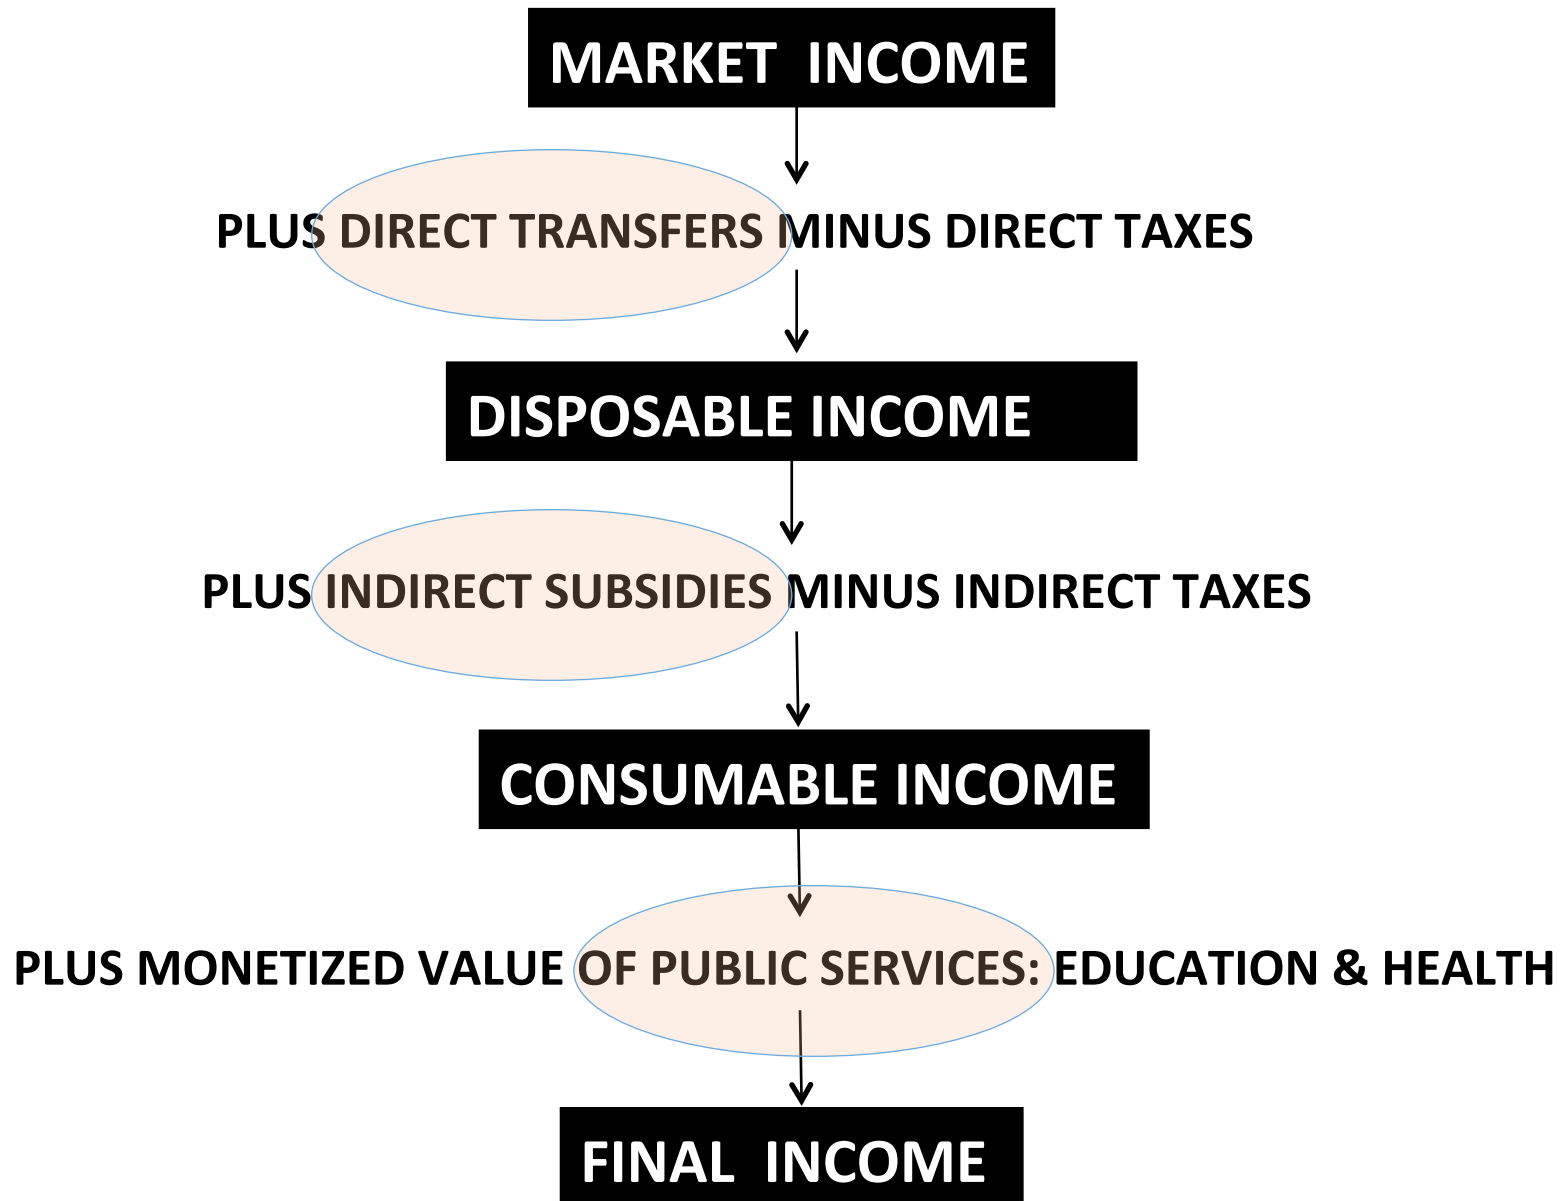 MARKET INCOME
PLUS DIRECT TRANSFERS MINUS DIRECT TAXES
DISPOSABLE INCOME
PLUS INDIRECT SUBSIDIES MINUS INDIRECT TAXES
CONSUMABLE INCOME
PLUS MONETIZED VALUE OF PUBLIC SERVICES: EDUCATION & HEALTH
FINAL INCOME